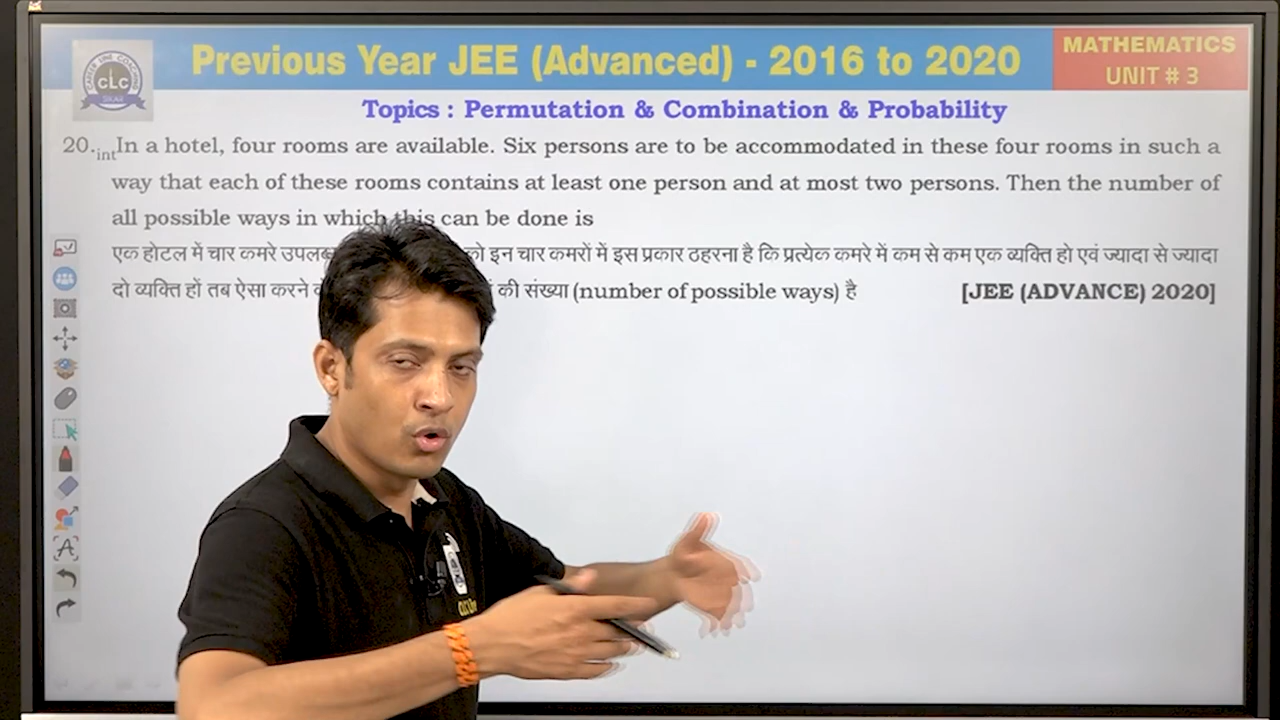 Previous Year JEE (Advanced) - 2016 to 2020
MATHEMATICS
UNIT # 3
CLC
SIKAR
Topics : Permutation & Combination & Probability
20.int In a hotel, four rooms are available. Six persons are to be accommodated in these four rooms in such a
way that each of these rooms contains at least one person and at most two persons. Then the number of
all possible ways in which this can be done is
एक होटल में चार कमरे को इन चार कमरों में इस प्रकार ठहरना है कि प्रत्येक कमरे में कम से कम एक व्यक्ति हो एवं ज्यादा से ज्यादा
दो व्यक्ति हों तब ऐसा करने की संख्या (number of possible ways) है
[JEE (ADVANCE) 2020]